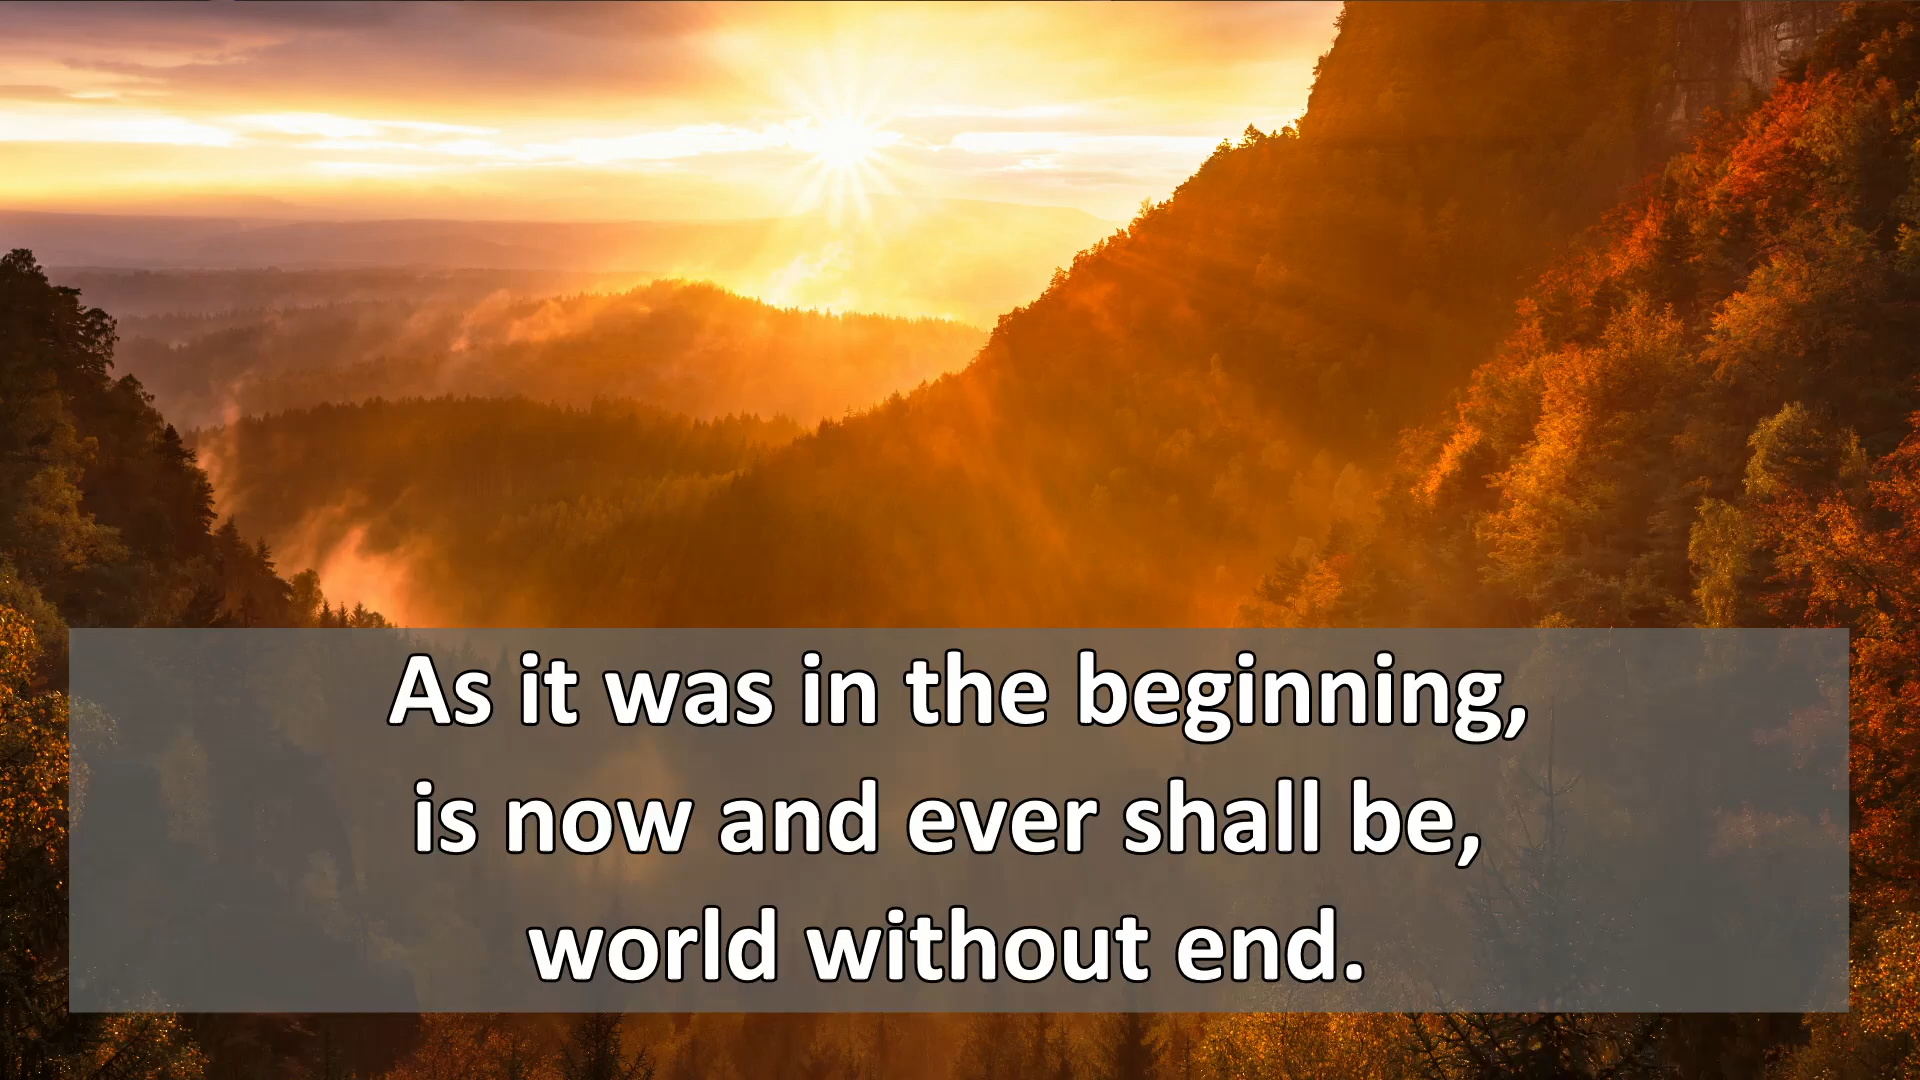 As it was in the beginning,
is now and ever shall be,
world without end.